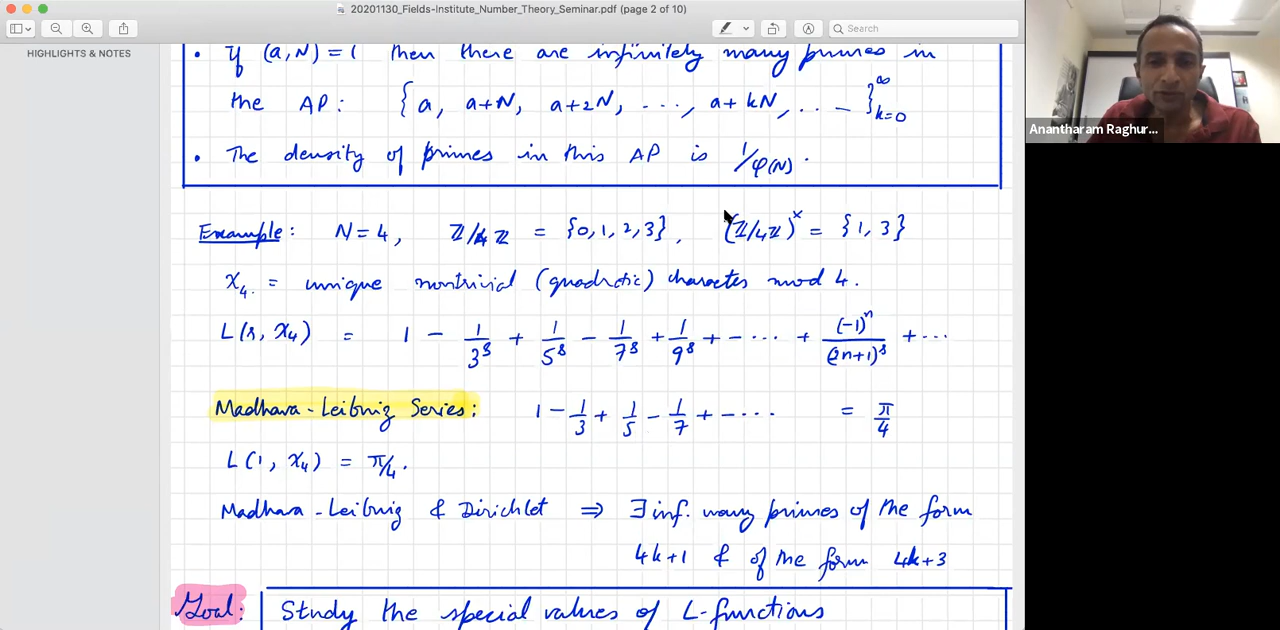 20201130_Fields-Institute_Number_Theory_Seminar.pdf (page 2 of 10)
Search
HIGHLIGHTS & NOTES
Anantharam Raghur...
• If (a,N)=1 then there are infinitely many primes in
the AP: {a, a+N, a+2N, ..., a+kN, ...}∞k=0
• The density of primes in this AP is 1/φ(N).
Example: N=4, ℤ/4ℤ = {0,1,2,3}, (ℤ/4ℤ)^× = {1,3}
χ₄. = unique nontrivial (quadratic) character mod 4.
L(s, χ₄) = 1 - 1/3^s + 1/5^s - 1/7^s + 1/9^s + - ... + (-1)^n/(2n+1)^s + ...
Madhava-Leibniz Series: 1 - 1/3 + 1/5 - 1/7 + - ... = π/4
L(1, χ₄) = π/4.
Madhava-Leibniz & Dirichlet ⇒ ∃ inf. many primes of the form
4k+1 & of the form 4k+3
Goal: Study the special values of L-functions